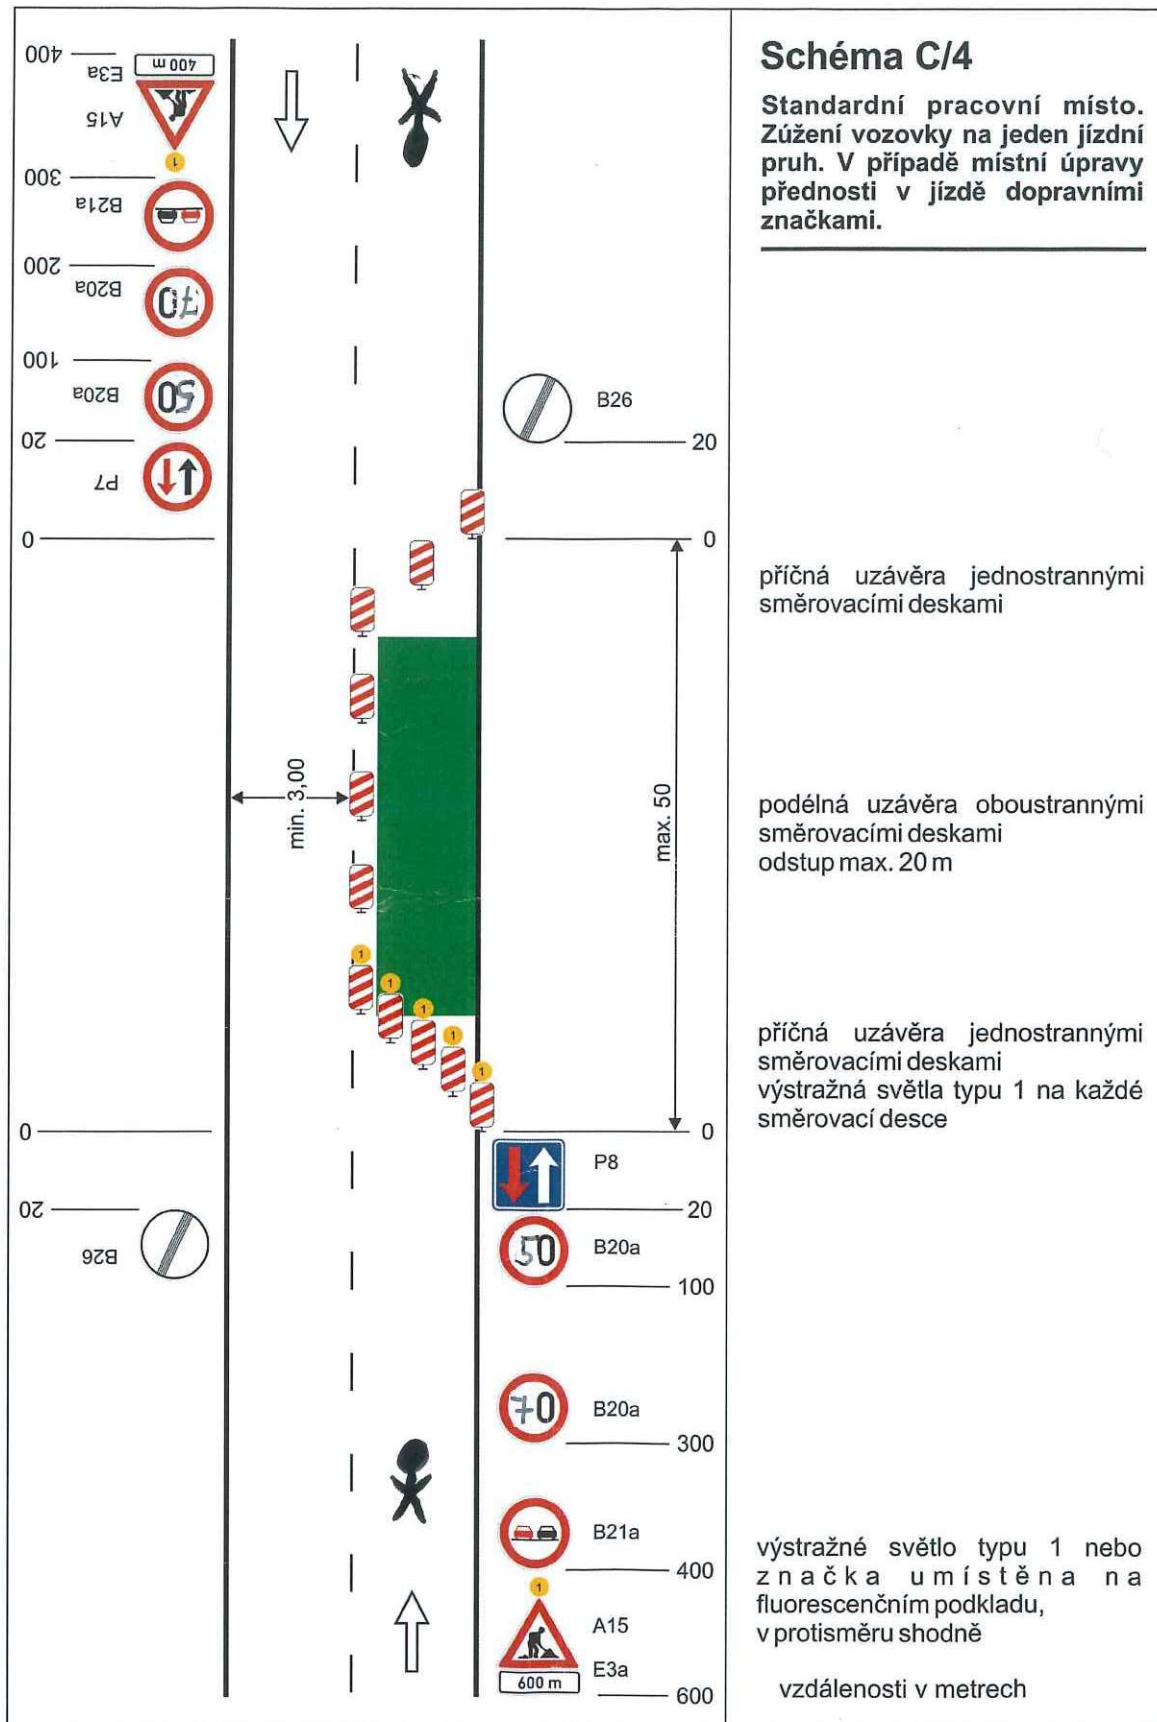 Schéma C/4
Standardní pracovní místo.
Zúžení vozovky na jeden jízdní
pruh. V případě místní úpravy
přednosti v jízdě dopravními
značkami.
400
E3a
400 m
A15
1
300
B21a
200
B20a
70
100
B20a
50
20
P7
0
B26
20
0
příčná uzávěra jednostrannými
směrovacími deskami
min. 3,00
max. 50
podélná uzávěra oboustrannými
směrovacími deskami
odstup max. 20 m
1
1
1
1
1
příčná uzávěra jednostrannými
směrovacími deskami
výstražná světla typu 1 na každé
směrovací desce
0
0
P8
20
20
B26
50
B20a
100
70
B20a
300
B21a
400
1
A15
E3a
600 m
600
výstražné světlo typu 1 nebo
značka umístěna na
fluorescenčním podkladu,
v protisměru shodně
vzdálenosti v metrech